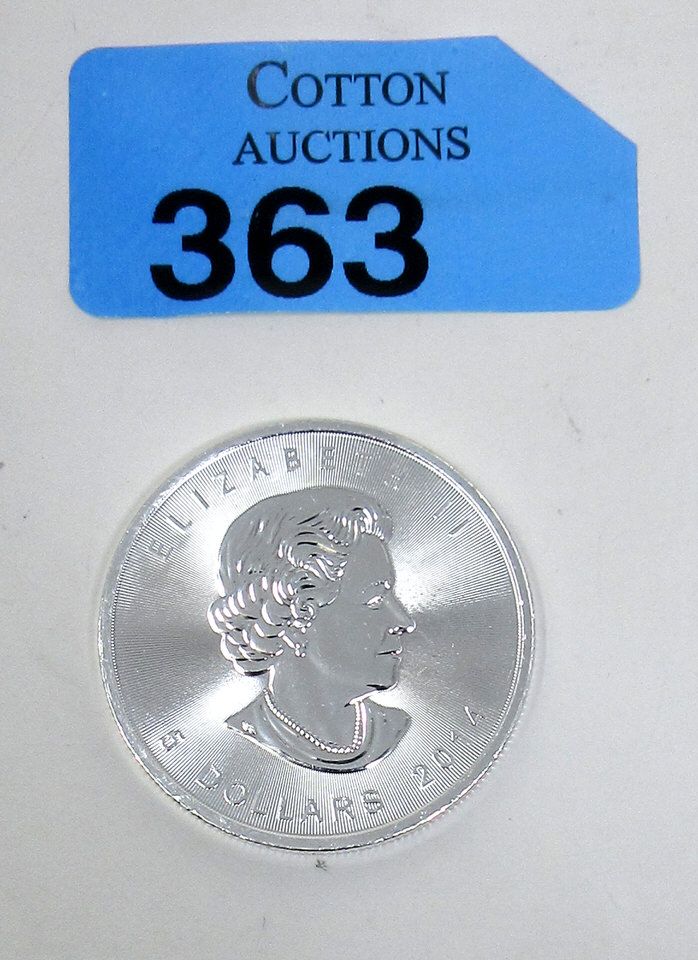 COTTON
AUCTIONS
363
ELIZABETH II
5 DOLLARS 2014